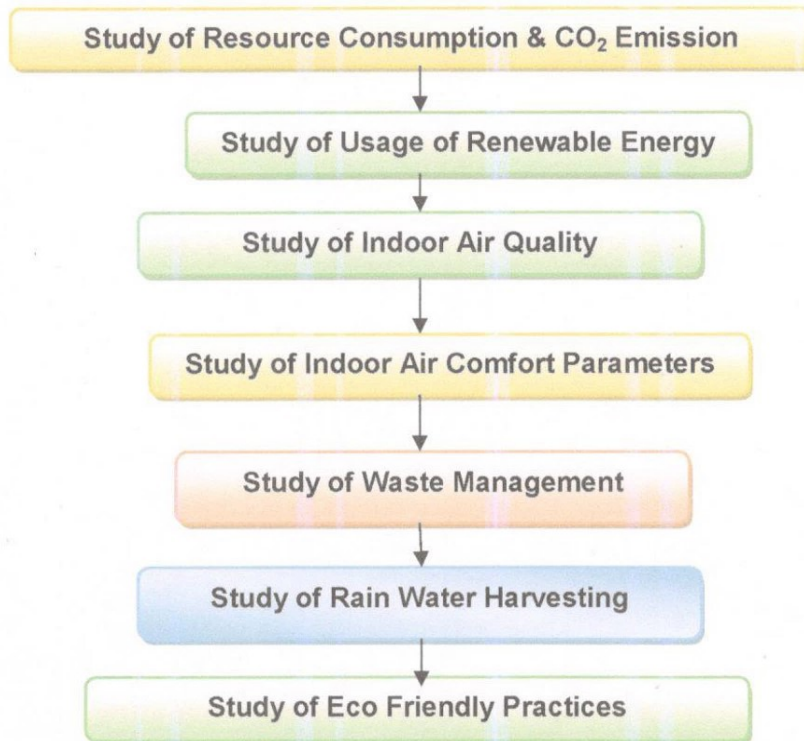 Study of Resource Consumption & CO₂ Emission
Study of Usage of Renewable Energy
Study of Indoor Air Quality
Study of Indoor Air Comfort Parameters
Study of Waste Management
Study of Rain Water Harvesting
Study of Eco Friendly Practices